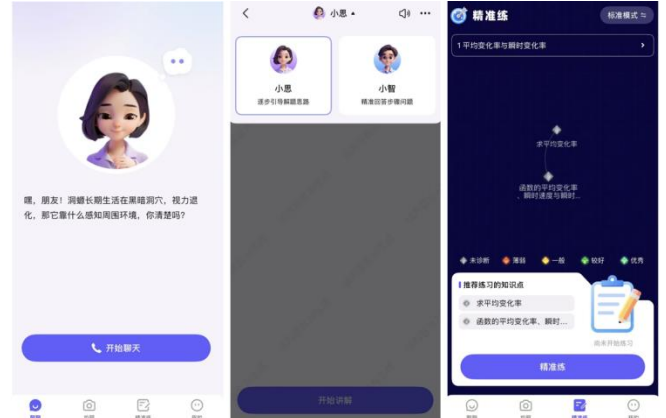 嘿，朋友！洞螈长期生活在黑暗洞穴，视力退
化，那它靠什么感知周围环境，你清楚吗？
开始聊天
小思
小思
逐步引导解题思路
小智
精准回答步骤问题
开始讲解
精准练
标准模式
1 平均变化率与瞬时变化率
求平均变化率
函数的平均变化率
、瞬时速度与瞬时...
未诊断 薄弱 一般 较好 优秀
推荐练习的知识点
求平均变化率
函数的平均变化率、瞬时...
尚未开始练习
精准练